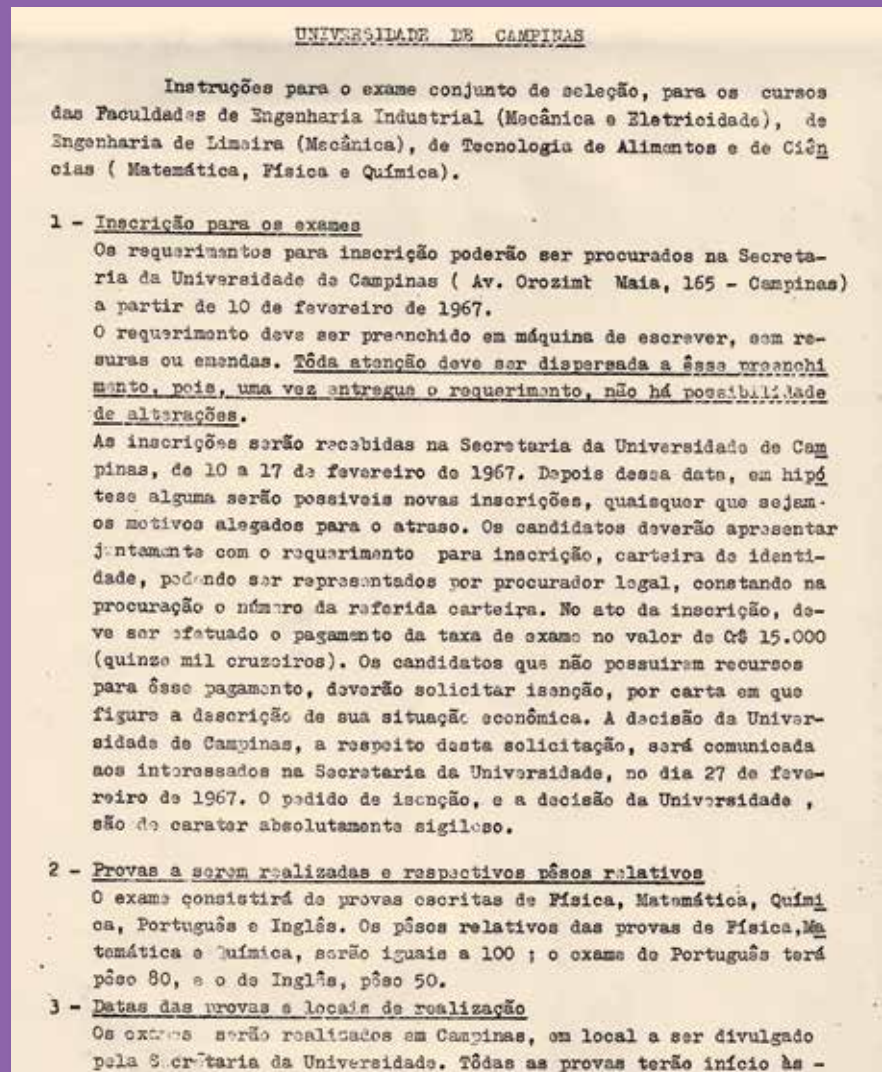 UNIVERSIDADE DE CAMPINAS
Instruções para o exame conjunto de seleção, para os cursos
das Faculdades de Engenharia Industrial (Mecânica e Eletricidade), de
Engenharia de Limeira (Mecânica), de Tecnologia de Alimentos e de Ciên
cias ( Matemática, Física e Química).
1 - Inscrição para os exames
Os requerimentos para inscrição poderão ser procurados na Secreta-
ria da Universidade de Campinas ( Av. Orozimb Maia, 165 - Campinas)
a partir de 10 de fevereiro de 1967.
O requerimento deve ser preenchido em máquina de escrever, sem re-
suras ou emendas. Tôda atenção deve ser dispersada a êsse preenchi
mento, pois, uma vez entregue o requerimento, não há possibilidade
de alterações.
As inscrições serão recebidas na Secretaria da Universidade de Cam
pinas, de 10 a 17 de fevereiro de 1967. Depois dessa data, em hipó
tese alguma serão possiveis novas inscrições, quaisquer que sejam
os motivos alegados para o atraso. Os candidatos deverão apresentar
juntamente com o requerimento para inscrição, carteira de identi-
dade, podendo ser representados por procurador legal, constando na
procuração o número da referida carteira. No ato da inscrição, de-
ve ser efetuado o pagamento da taxa de exame no valor de Cr$ 15.000
(quinze mil cruzeiros). Os candidatos que não possuirem recursos
para êsse pagamento, deverão solicitar isenção, por carta em que
figure a descrição de sua situação econômica. A decisão da Univer-
sidade de Campinas, a respeito desta solicitação, será comunicada
aos interessados na Secretaria da Universidade, no dia 27 de feve-
reiro de 1967. O pedido de isenção, e a decisão da Universidade ,
são de carater absolutamente sigiloso.
2 - Provas a serem realizadas e respectivos pêsos relativos
O exame consistirá de provas escritas de Física, Matemática, Quími
ca, Português e Inglês. Os pêsos relativos das provas de Física,Ma
temática e Química, serão iguais a 100 ; o exame de Português terá
pêso 80, e o de Inglês, pêso 50.
3 - Datas das provas e locais de realização
Os exames serão realizados em Campinas, em local a ser divulgado
pela Secretaria da Universidade. Tôdas as provas terão início às -